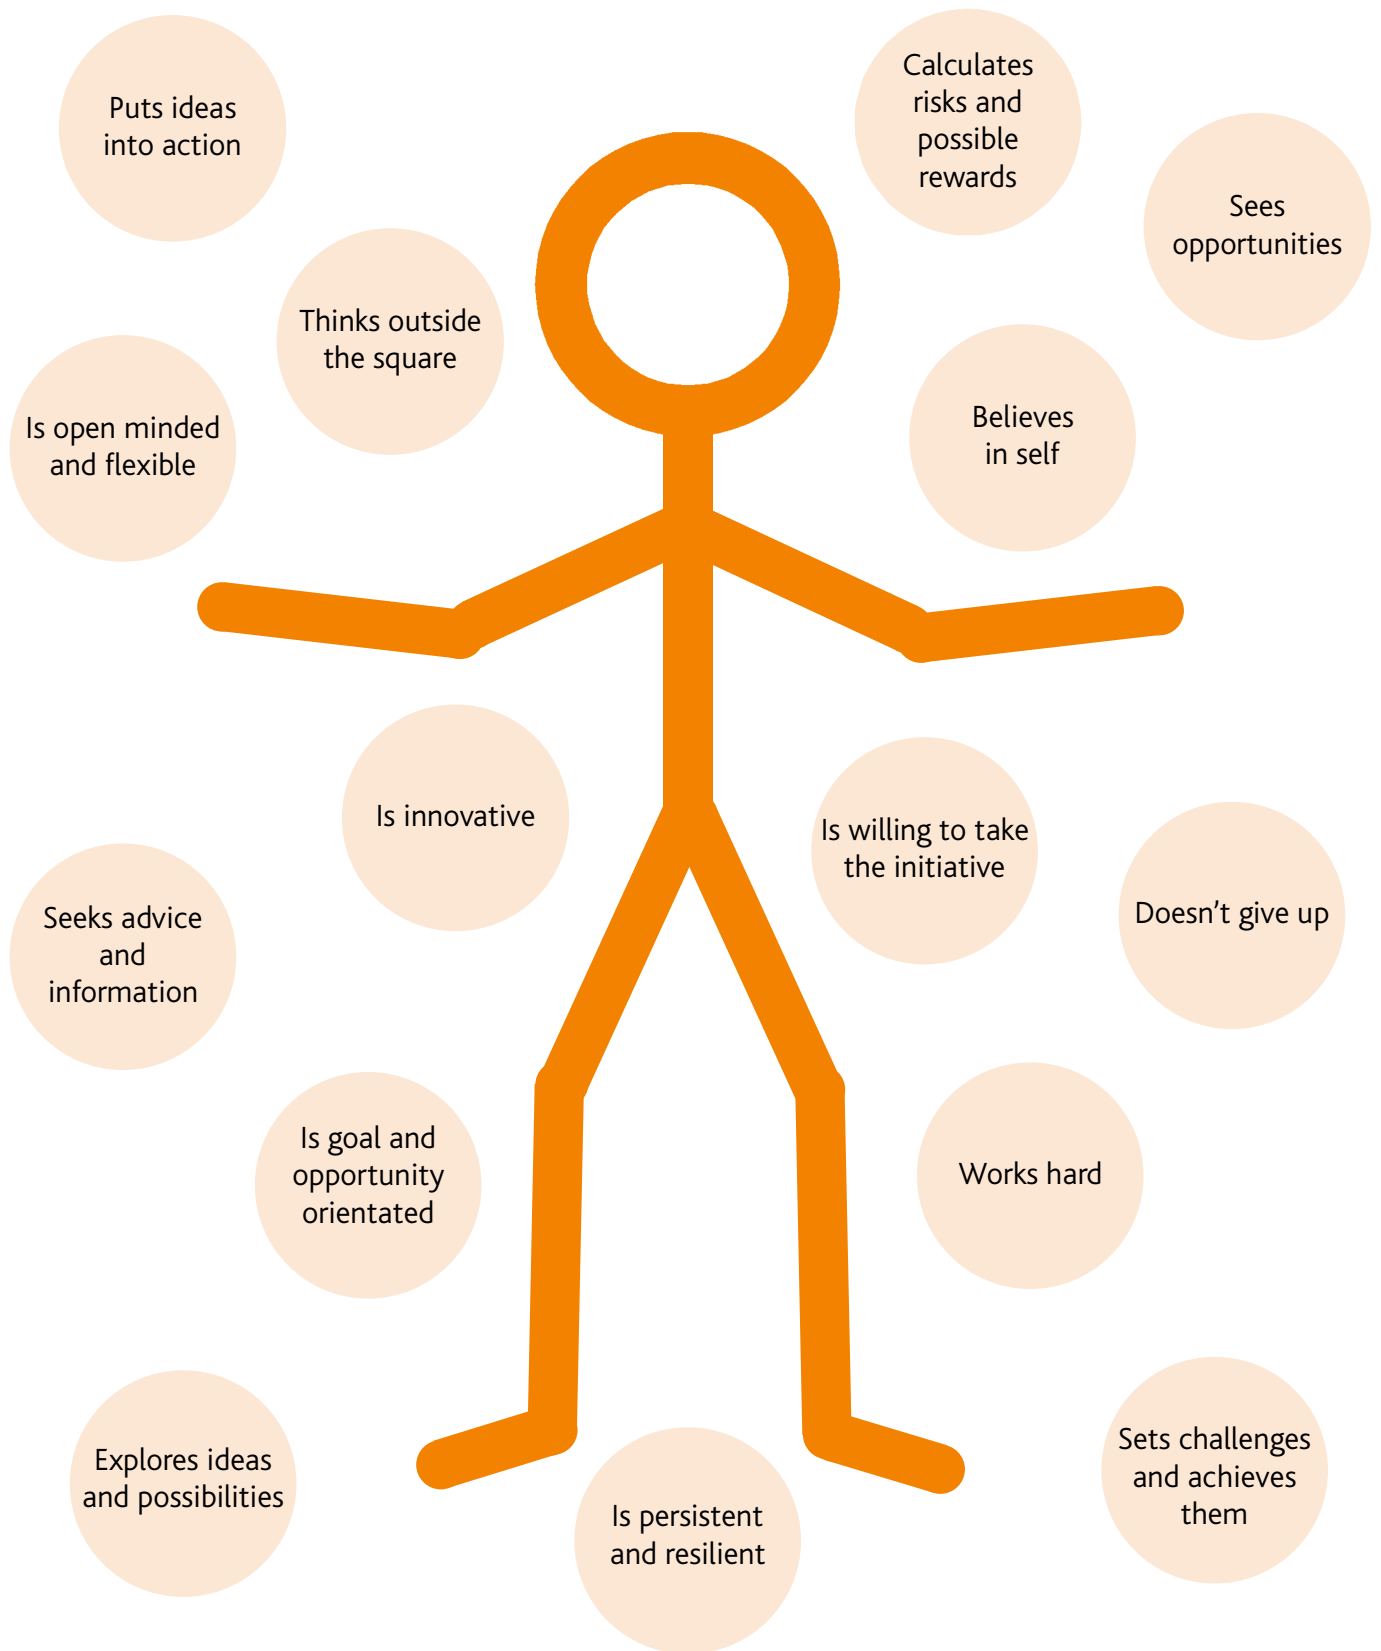 Puts ideas
into action
Calculates
risks and
possible
rewards
Sees
opportunities
Thinks outside
the square
Is open minded
and flexible
Believes
in self
Is innovative
Is willing to take
the initiative
Doesn't give up
Seeks advice
and
information
Is goal and
opportunity
orientated
Works hard
Explores ideas
and possibilities
Is persistent
and resilient
Sets challenges
and achieves
them